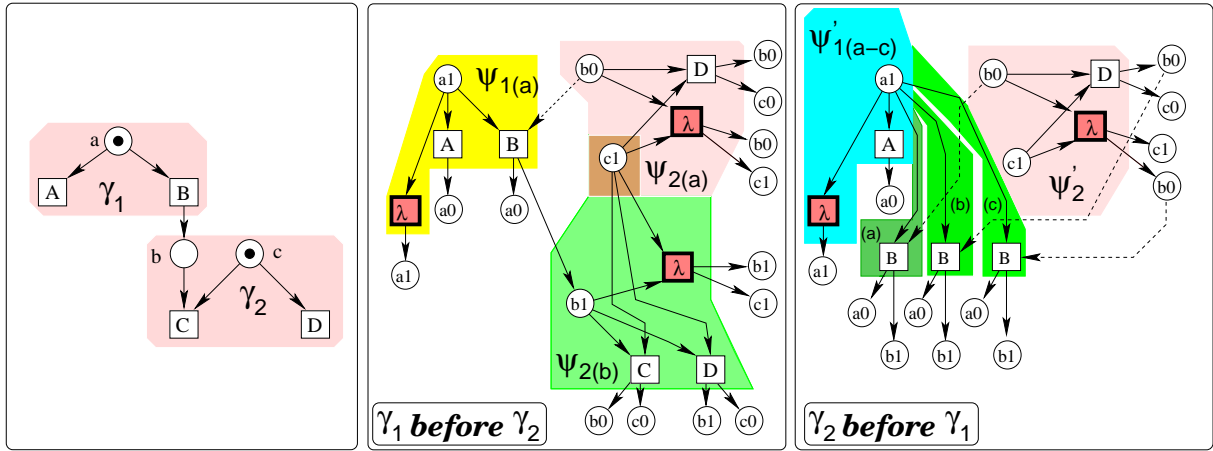 a
A
B
γ1
b
c
γ2
C
D
a1
ψ1(a)
A
B
λ
a0
a0
a1
b0
D
b0
c0
λ
b0
c1
c1
ψ2(a)
λ
b1
c1
b1
ψ2(b)
C
D
b0
c0
b1
c0
γ1 before γ2
ψ'1(a−c)
a1
A
a0
λ
a1
(a)
(b)
(c)
B
B
B
a0
a0
a0
b1
b1
b1
b0
D
b0
c0
λ
c1
c1
b0
ψ'2
γ2 before γ1